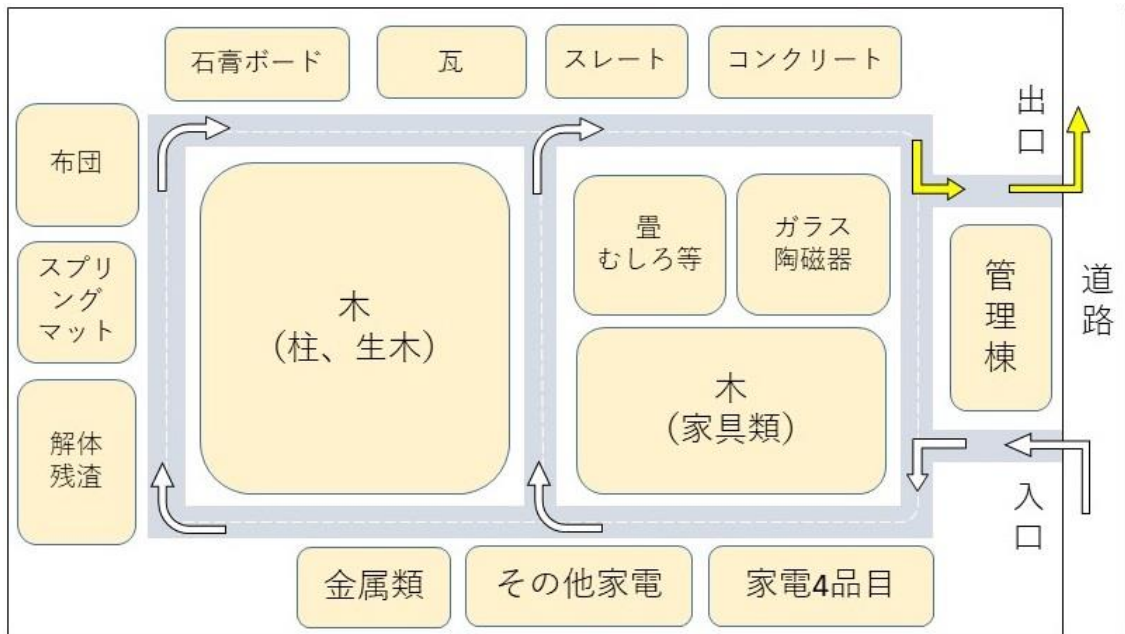 石膏ボード
瓦
スレート
コンクリート
出
口
布団
畳
むしろ等
ガラス
陶磁器
スプリ
ング
マット
木
(柱、生木)
管
理
棟
道
路
木
(家具類)
解体
残渣
入
口
金属類
その他家電
家電4品目